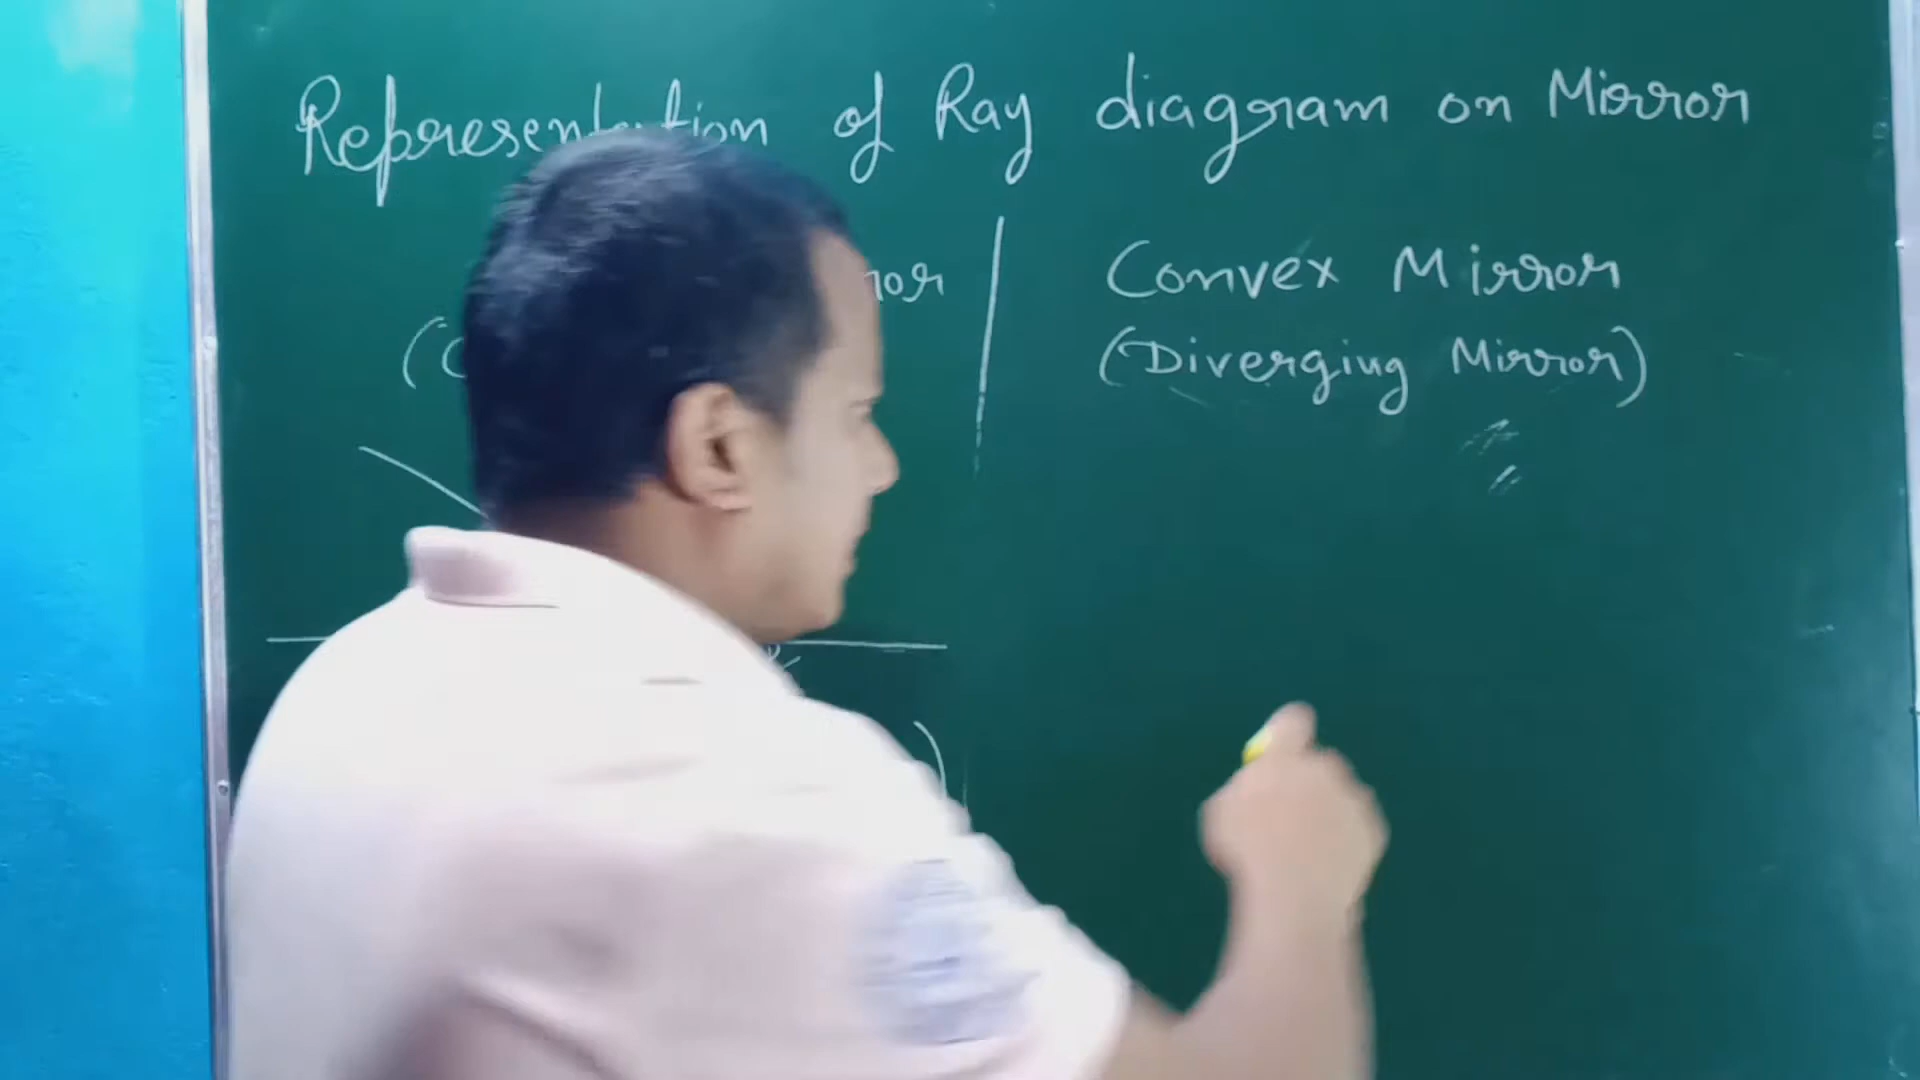 Representation of Ray diagram on Mirror
Convex Mirror
(Diverging Mirror)